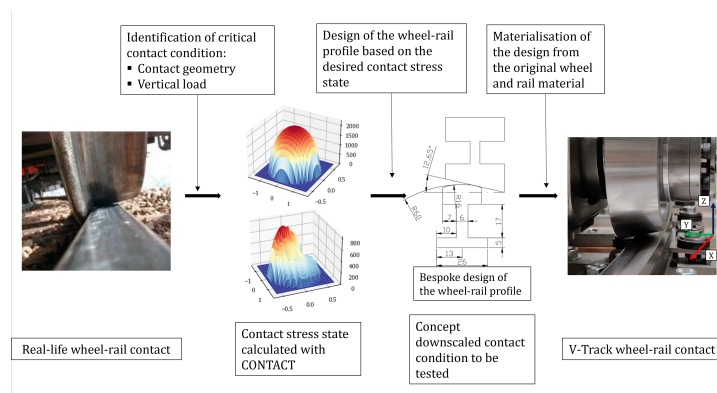 Identification of critical
contact condition:
▪ Contact geometry
▪ Vertical load
Design of the wheel-rail
profile based on the
desired contact stress
state
Materialisation of
the design from
the original wheel
and rail material
2000
1500
1000
500
0
−1
0
1
−0.5
0.0
0.5
800
600
400
200
0
−1
0
1
−0.5
0.0
0.5
12,65°
R60
R16
7
6
10
17
5
13
26
Bespoke design of
the wheel-rail profile
Z
Y
X
Real-life wheel-rail contact
Contact stress state
calculated with
CONTACT
Concept
downscaled contact
condition to be
tested
V-Track wheel-rail contact